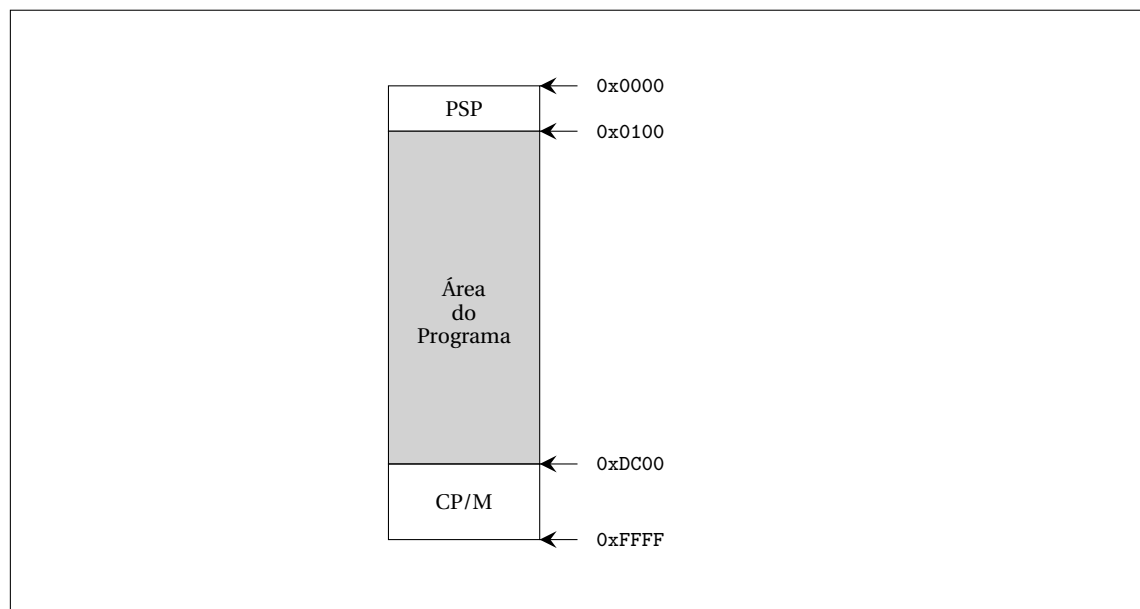 PSP
0x0000
0x0100
Área
do
Programa
0xDC00
CP/M
0xFFFF